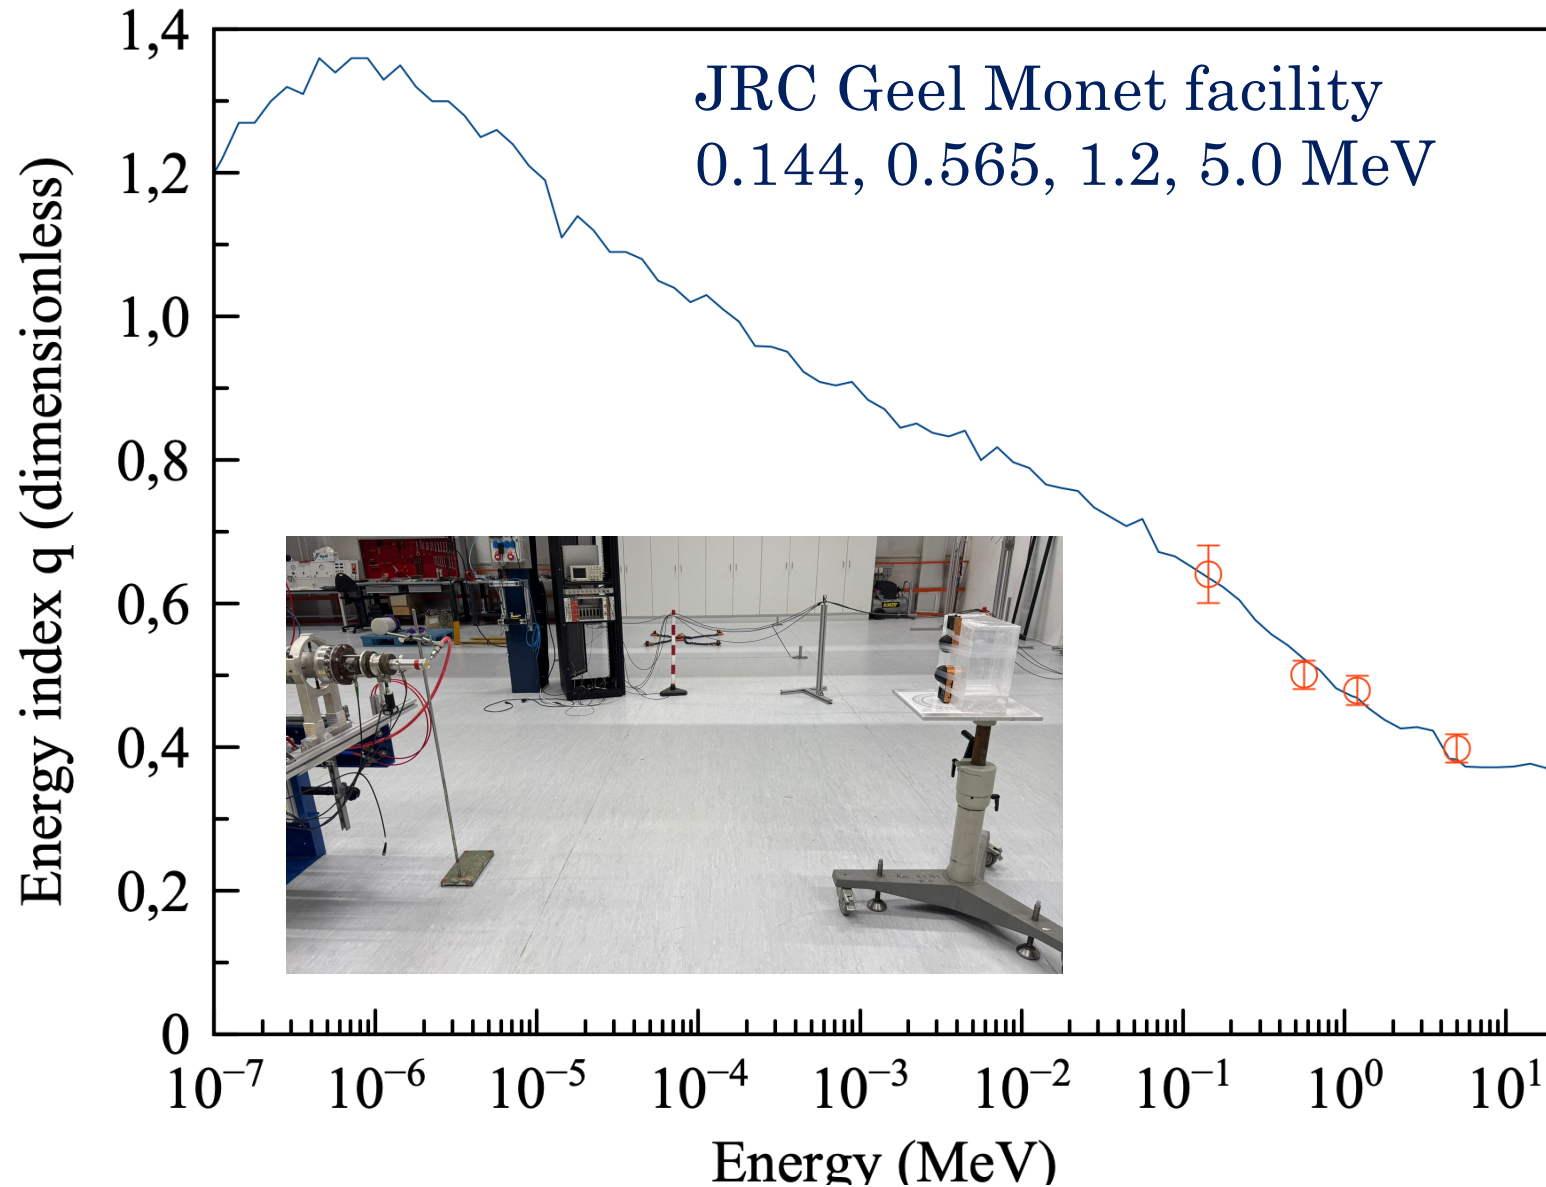 JRC Geel Monet facility
0.144, 0.565, 1.2, 5.0 MeV
Energy index q (dimensionless)
1,4
1,2
1,0
0,8
0,6
0,4
0,2
0
10⁻⁷ 10⁻⁶ 10⁻⁵ 10⁻⁴ 10⁻³ 10⁻² 10⁻¹ 10⁰ 10¹
Energy (MeV)